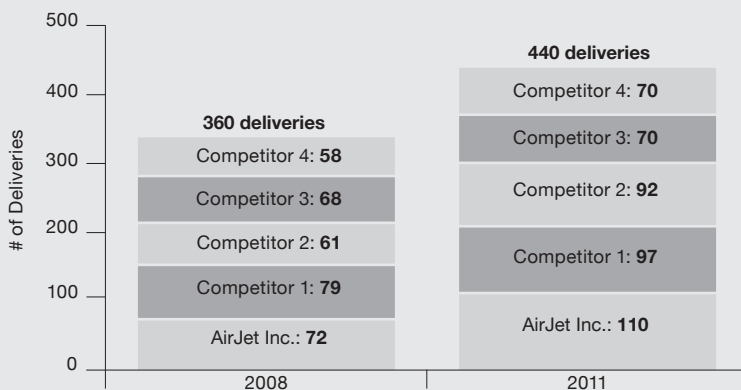 500
400
300
200
100
0
# of Deliveries
360 deliveries
Competitor 4: 58
Competitor 3: 68
Competitor 2: 61
Competitor 1: 79
AirJet Inc.: 72
2008
440 deliveries
Competitor 4: 70
Competitor 3: 70
Competitor 2: 92
Competitor 1: 97
AirJet Inc.: 110
2011